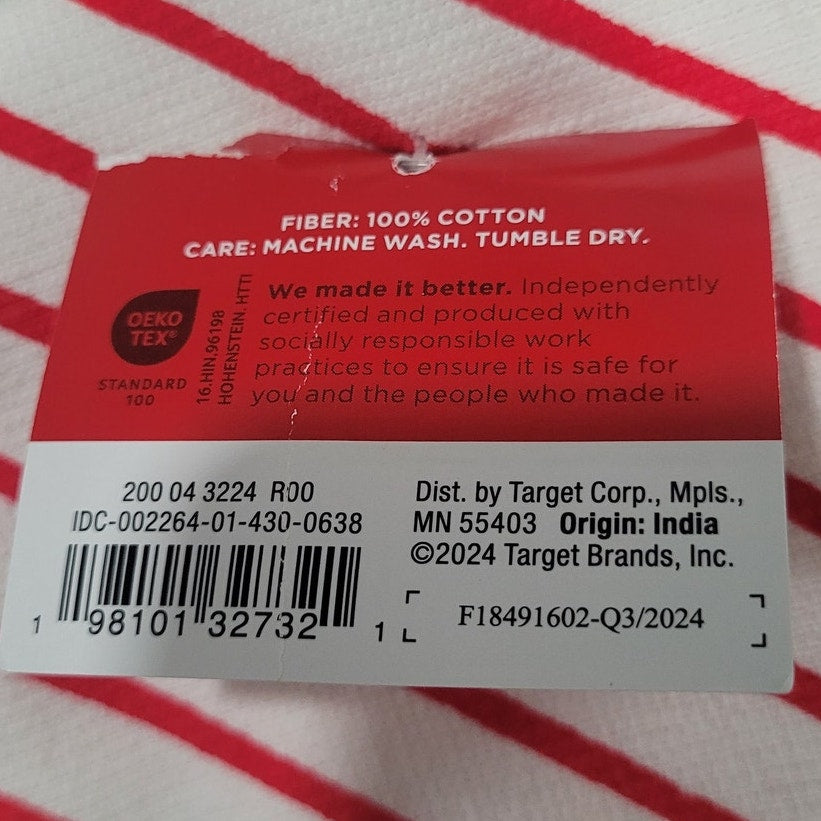 FIBER: 100% COTTON
CARE: MACHINE WASH. TUMBLE DRY.
OEKO
TEX®
STANDARD
100
16.HIN.96198
HOHENSTEIN. HTTI
We made it better. Independently
certified and produced with
socially responsible work
practices to ensure it is safe for
you and the people who made it.
200 04 3224 R00
IDC-002264-01-430-0638
1 98101 32732 1
Dist. by Target Corp., Mpls.,
MN 55403 Origin: India
©2024 Target Brands, Inc.
F18491602-Q3/2024